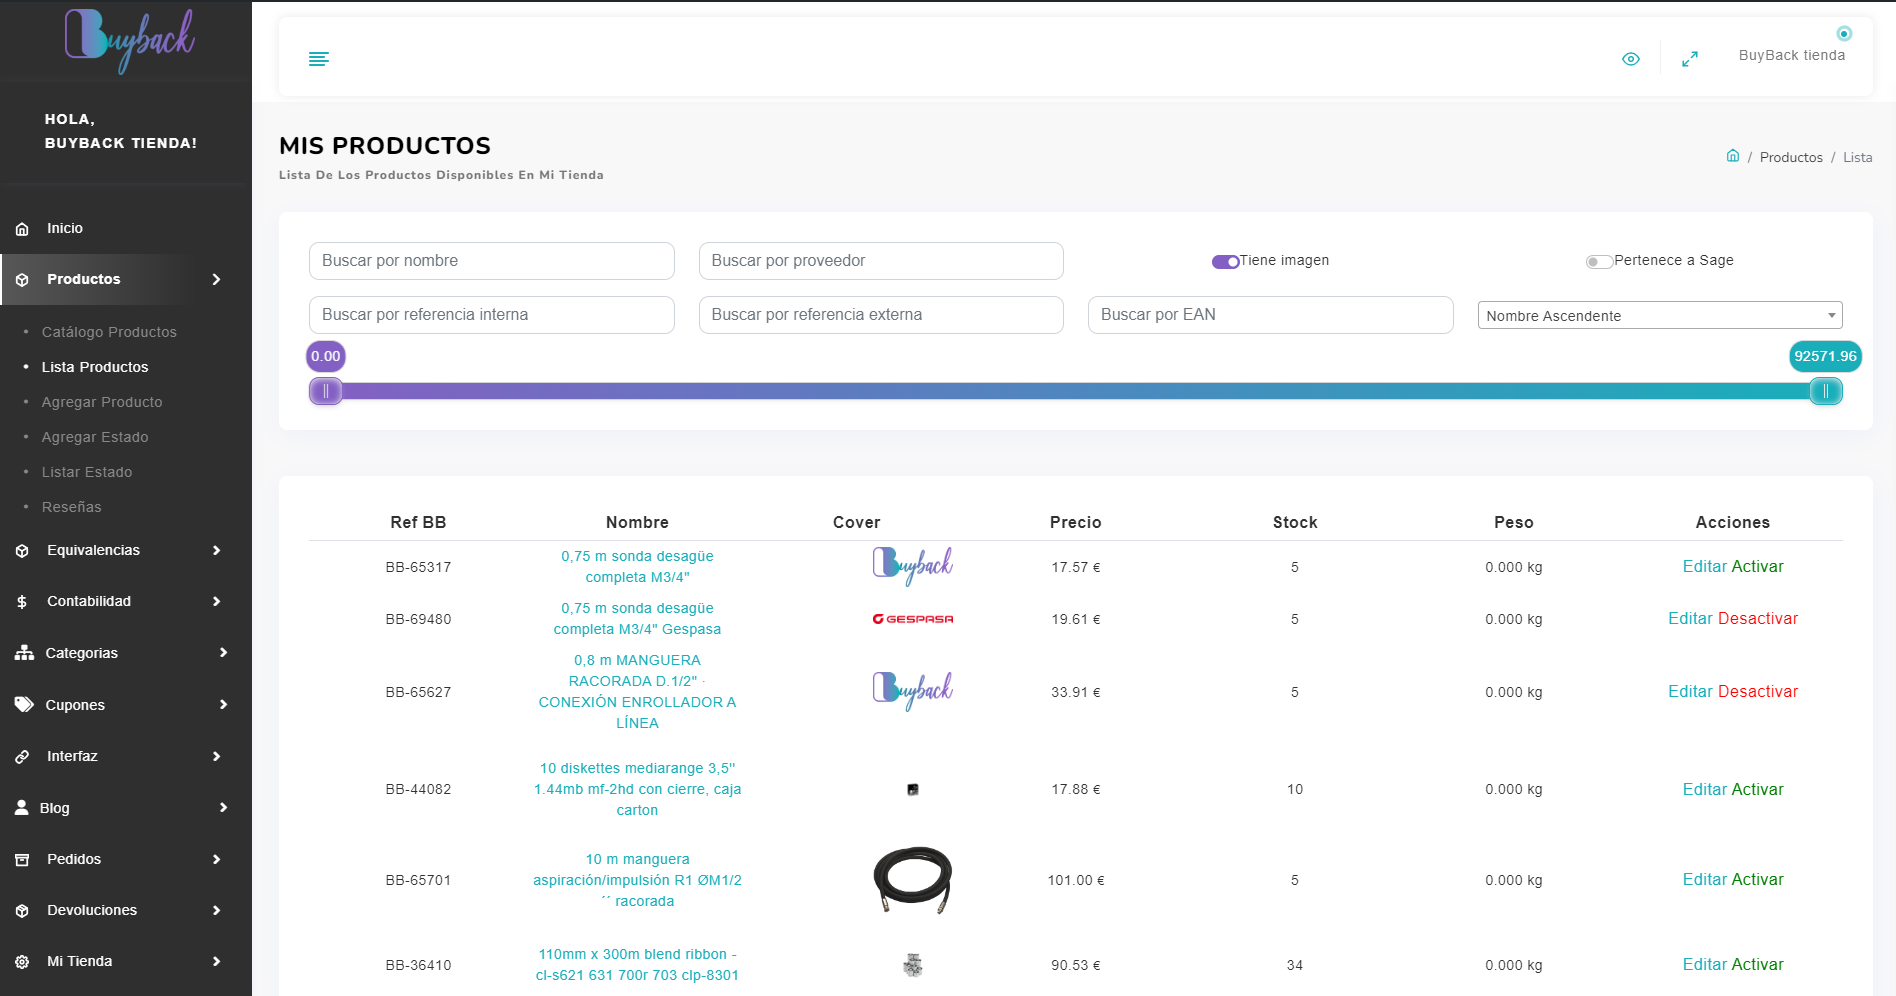 Buyback
HOLA,
BUYBACK TIENDA!
Inicio
Productos
Catálogo Productos
Lista Productos
Agregar Producto
Agregar Estado
Listar Estado
Reseñas
Equivalencias
Contabilidad
Categorias
Cupones
Interfaz
Blog
Pedidos
Devoluciones
Mi Tienda
BuyBack tienda
MIS PRODUCTOS
Lista De Los Productos Disponibles En Mi Tienda
/ Productos / Lista
Buscar por nombre
Buscar por proveedor
Tiene imagen
Pertenece a Sage
Buscar por referencia interna
Buscar por referencia externa
Buscar por EAN
Nombre Ascendente
0.00
92571.96
Ref BB Nombre Cover Precio Stock Peso Acciones
BB-65317
0,75 m sonda desagüe
completa M3/4"
Buyback
17.57 €
5
0.000 kg
Editar Activar
BB-69480
0,75 m sonda desagüe
completa M3/4" Gespasa
GESPASA
19.61 €
5
0.000 kg
Editar Desactivar
BB-65627
0,8 m MANGUERA
RACORADA D.1/2" ·
CONEXIÓN ENROLLADOR A
LÍNEA
Buyback
33.91 €
5
0.000 kg
Editar Desactivar
BB-44082
10 diskettes mediarange 3,5"
1.44mb mf-2hd con cierre, caja
carton
17.88 €
10
0.000 kg
Editar Activar
BB-65701
10 m manguera
aspiración/impulsión R1 ØM1/2
´´ racorada
101.00 €
5
0.000 kg
Editar Activar
BB-36410
110mm x 300m blend ribbon -
cl-s621 631 700r 703 clp-8301
90.53 €
34
0.000 kg
Editar Activar